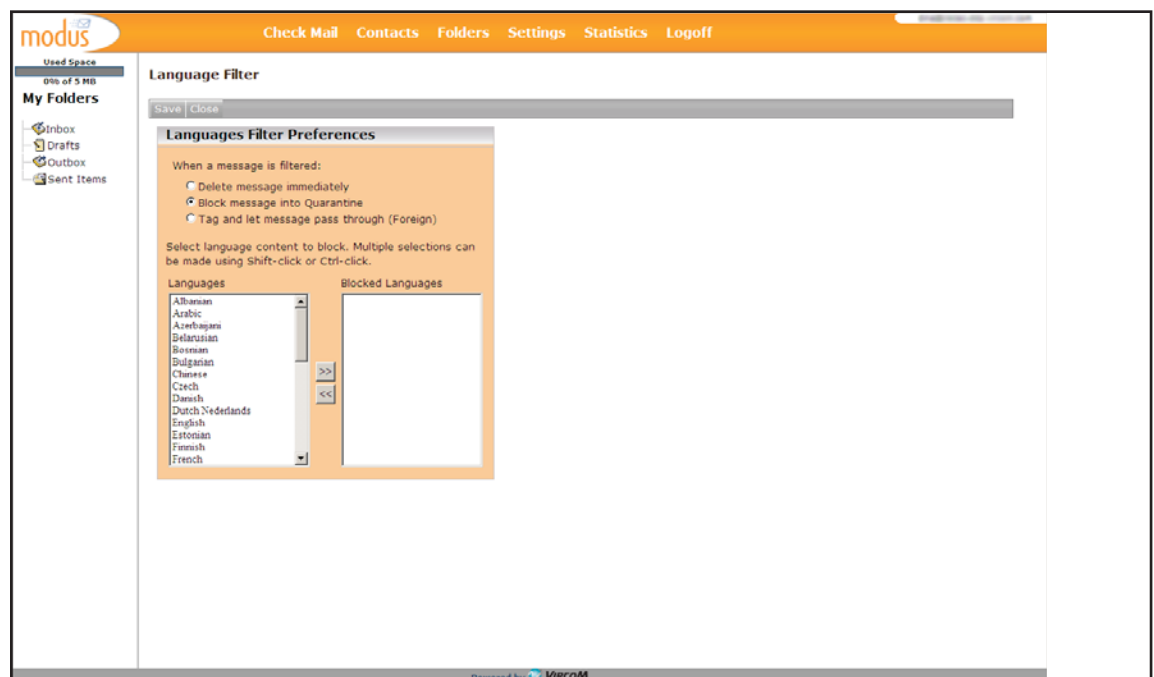 modus
Check Mail Contacts Folders Settings Statistics Logoff
Used Space
0% of 5 MB
My Folders
Inbox
Drafts
Outbox
Sent Items
Language Filter
Save Close
Languages Filter Preferences
When a message is filtered:
Delete message immediately
Block message into Quarantine
Tag and let message pass through (Foreign)
Select language content to block. Multiple selections can
be made using Shift-click or Ctrl-click.
Languages
Albanian
Arabic
Azerbaijani
Belarusian
Bosnian
Bulgarian
Chinese
Czech
Danish
Dutch Nederlands
English
Estonian
Finnish
French
>>
<<
Blocked Languages
Powered by VIRCOM